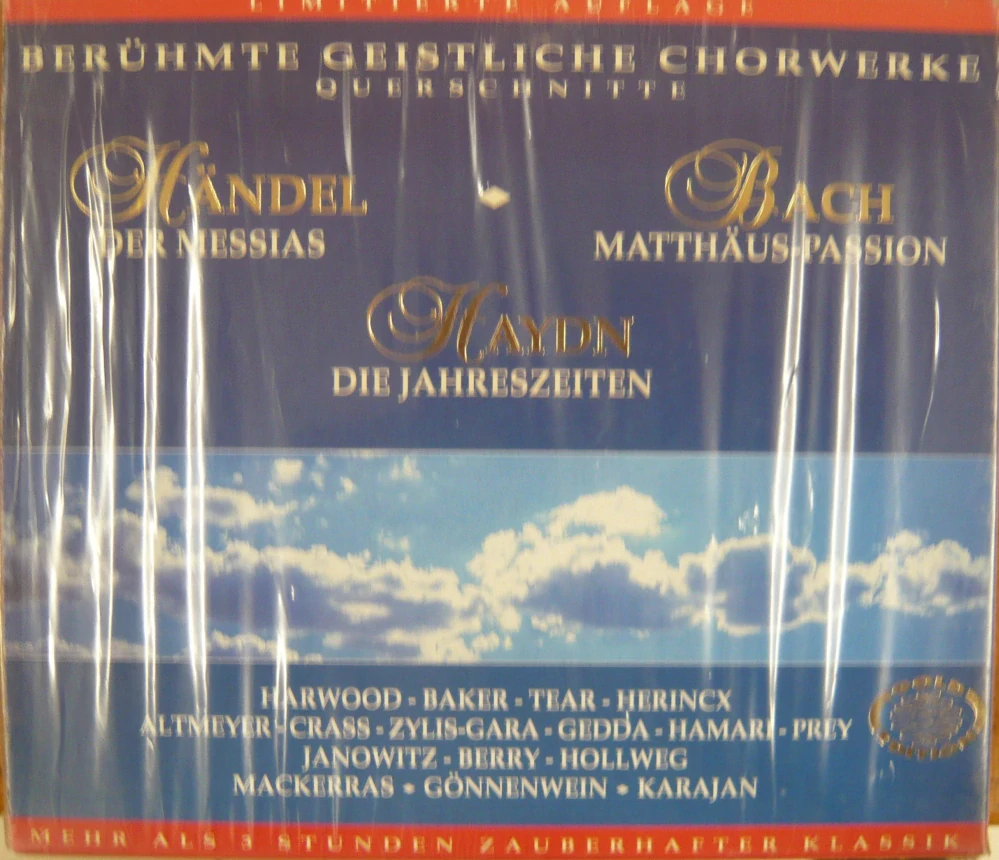 LIMITIERTE AUFLAGE
BERÜHMTE GEISTLICHE CHORWERKE
QUERSCHNITTE
HÄNDEL
DER MESSIAS
BACH
MATTHÄUS-PASSION
HAYDN
DIE JAHRESZEITEN
HARWOOD - BAKER - TEAR - HERINCX
ALTMEYER - CRASS - ZYLIS-GARA - GEDDA - HAMARI - PREY
JANOWITZ - BERRY - HOLLWEG
MACKERRAS • GÖNNENWEIN • KARAJAN
MEHR ALS 3 STUNDEN ZAUBERHAFTER KLASSIK